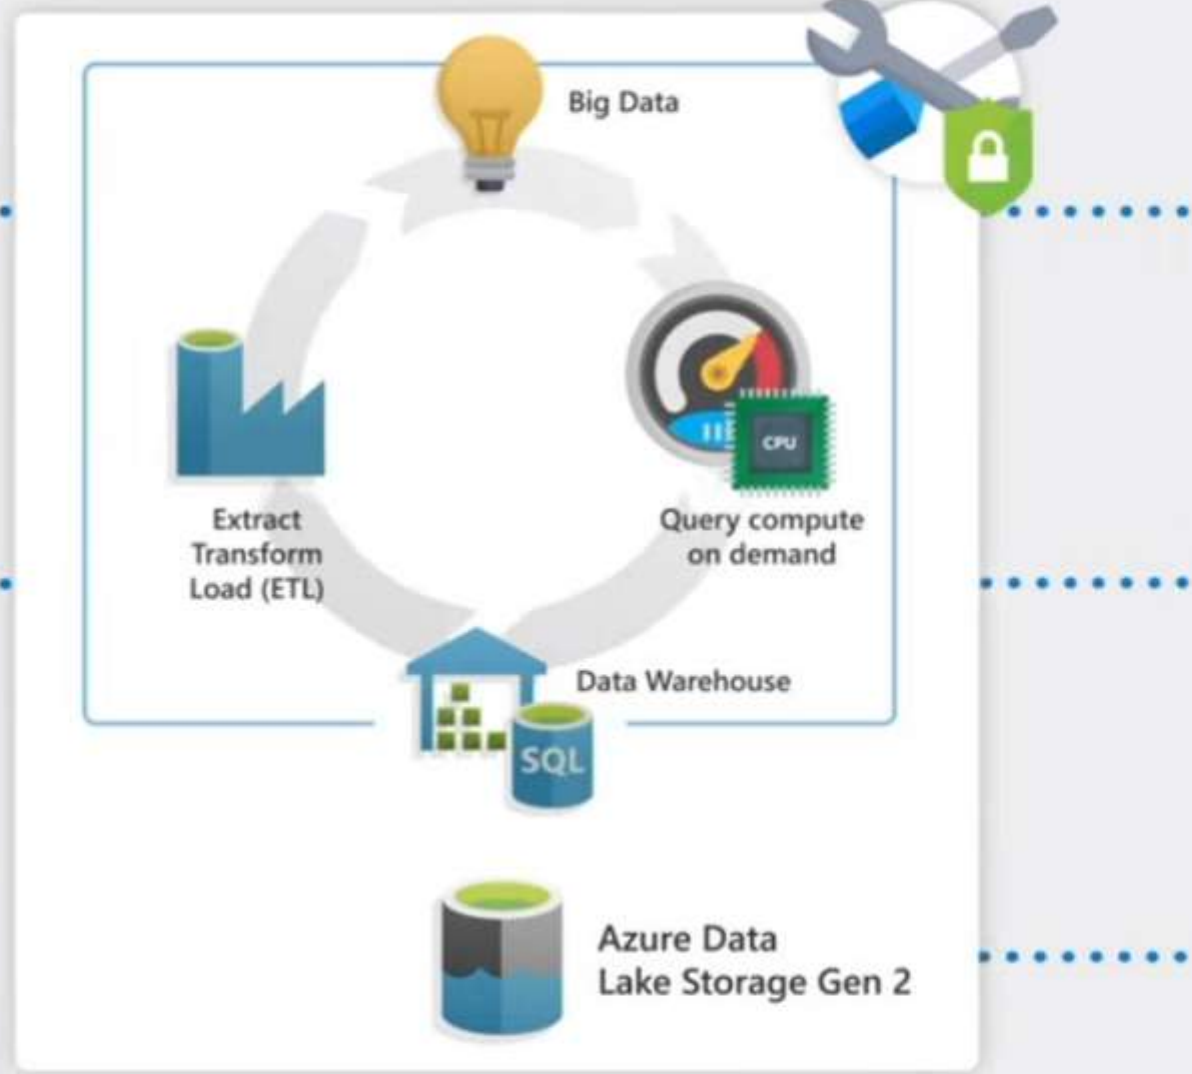 Big Data
CPU
Extract
Transform
Load (ETL)
Query compute
on demand
Data Warehouse
SQL
Azure Data
Lake Storage Gen 2